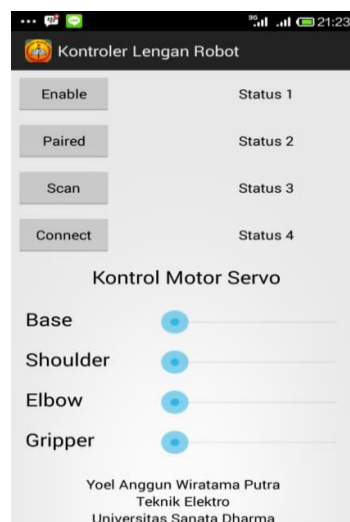 ... 21:23
Kontroler Lengan Robot
Enable Status 1
Paired Status 2
Scan Status 3
Connect Status 4
Kontrol Motor Servo
Base
Shoulder
Elbow
Gripper
Yoel Anggun Wiratama Putra
Teknik Elektro
Universitas Sanata Dharma